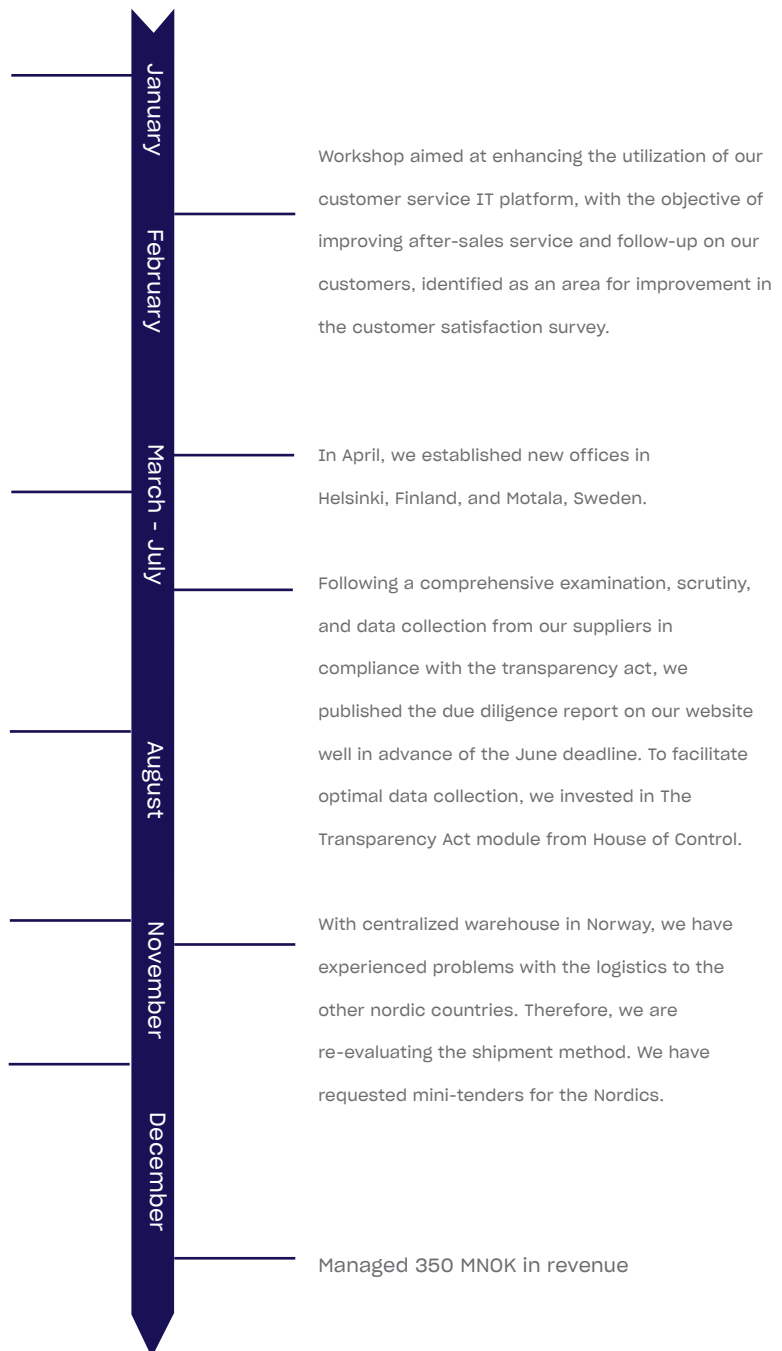 January
Workshop aimed at enhancing the utilization of our
customer service IT platform, with the objective of
improving after-sales service and follow-up on our
customers, identified as an area for improvement in
the customer satisfaction survey.
February
March - July
In April, we established new offices in
Helsinki, Finland, and Motala, Sweden.
Following a comprehensive examination, scrutiny,
and data collection from our suppliers in
compliance with the transparency act, we
published the due diligence report on our website
well in advance of the June deadline. To facilitate
optimal data collection, we invested in The
Transparency Act module from House of Control.
August
November
With centralized warehouse in Norway, we have
experienced problems with the logistics to the
other nordic countries. Therefore, we are
re-evaluating the shipment method. We have
requested mini-tenders for the Nordics.
December
Managed 350 MNOK in revenue